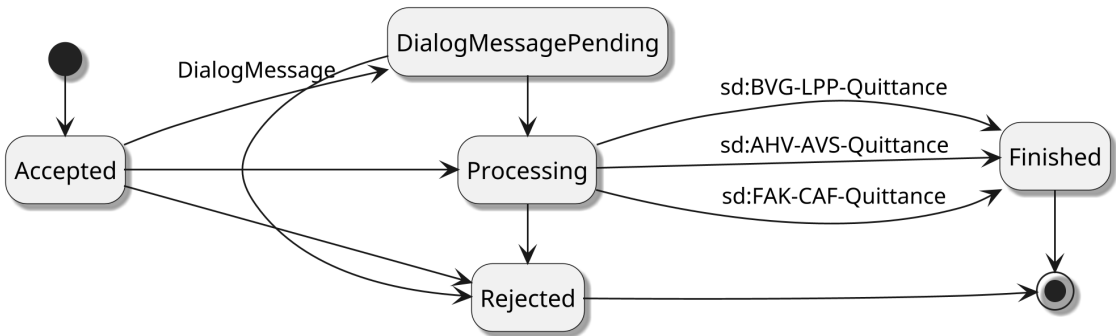 DialogMessagePending
DialogMessage
sd:BVG-LPP-Quittance
Accepted
Processing
sd:AHV-AVS-Quittance
Finished
sd:FAK-CAF-Quittance
Rejected